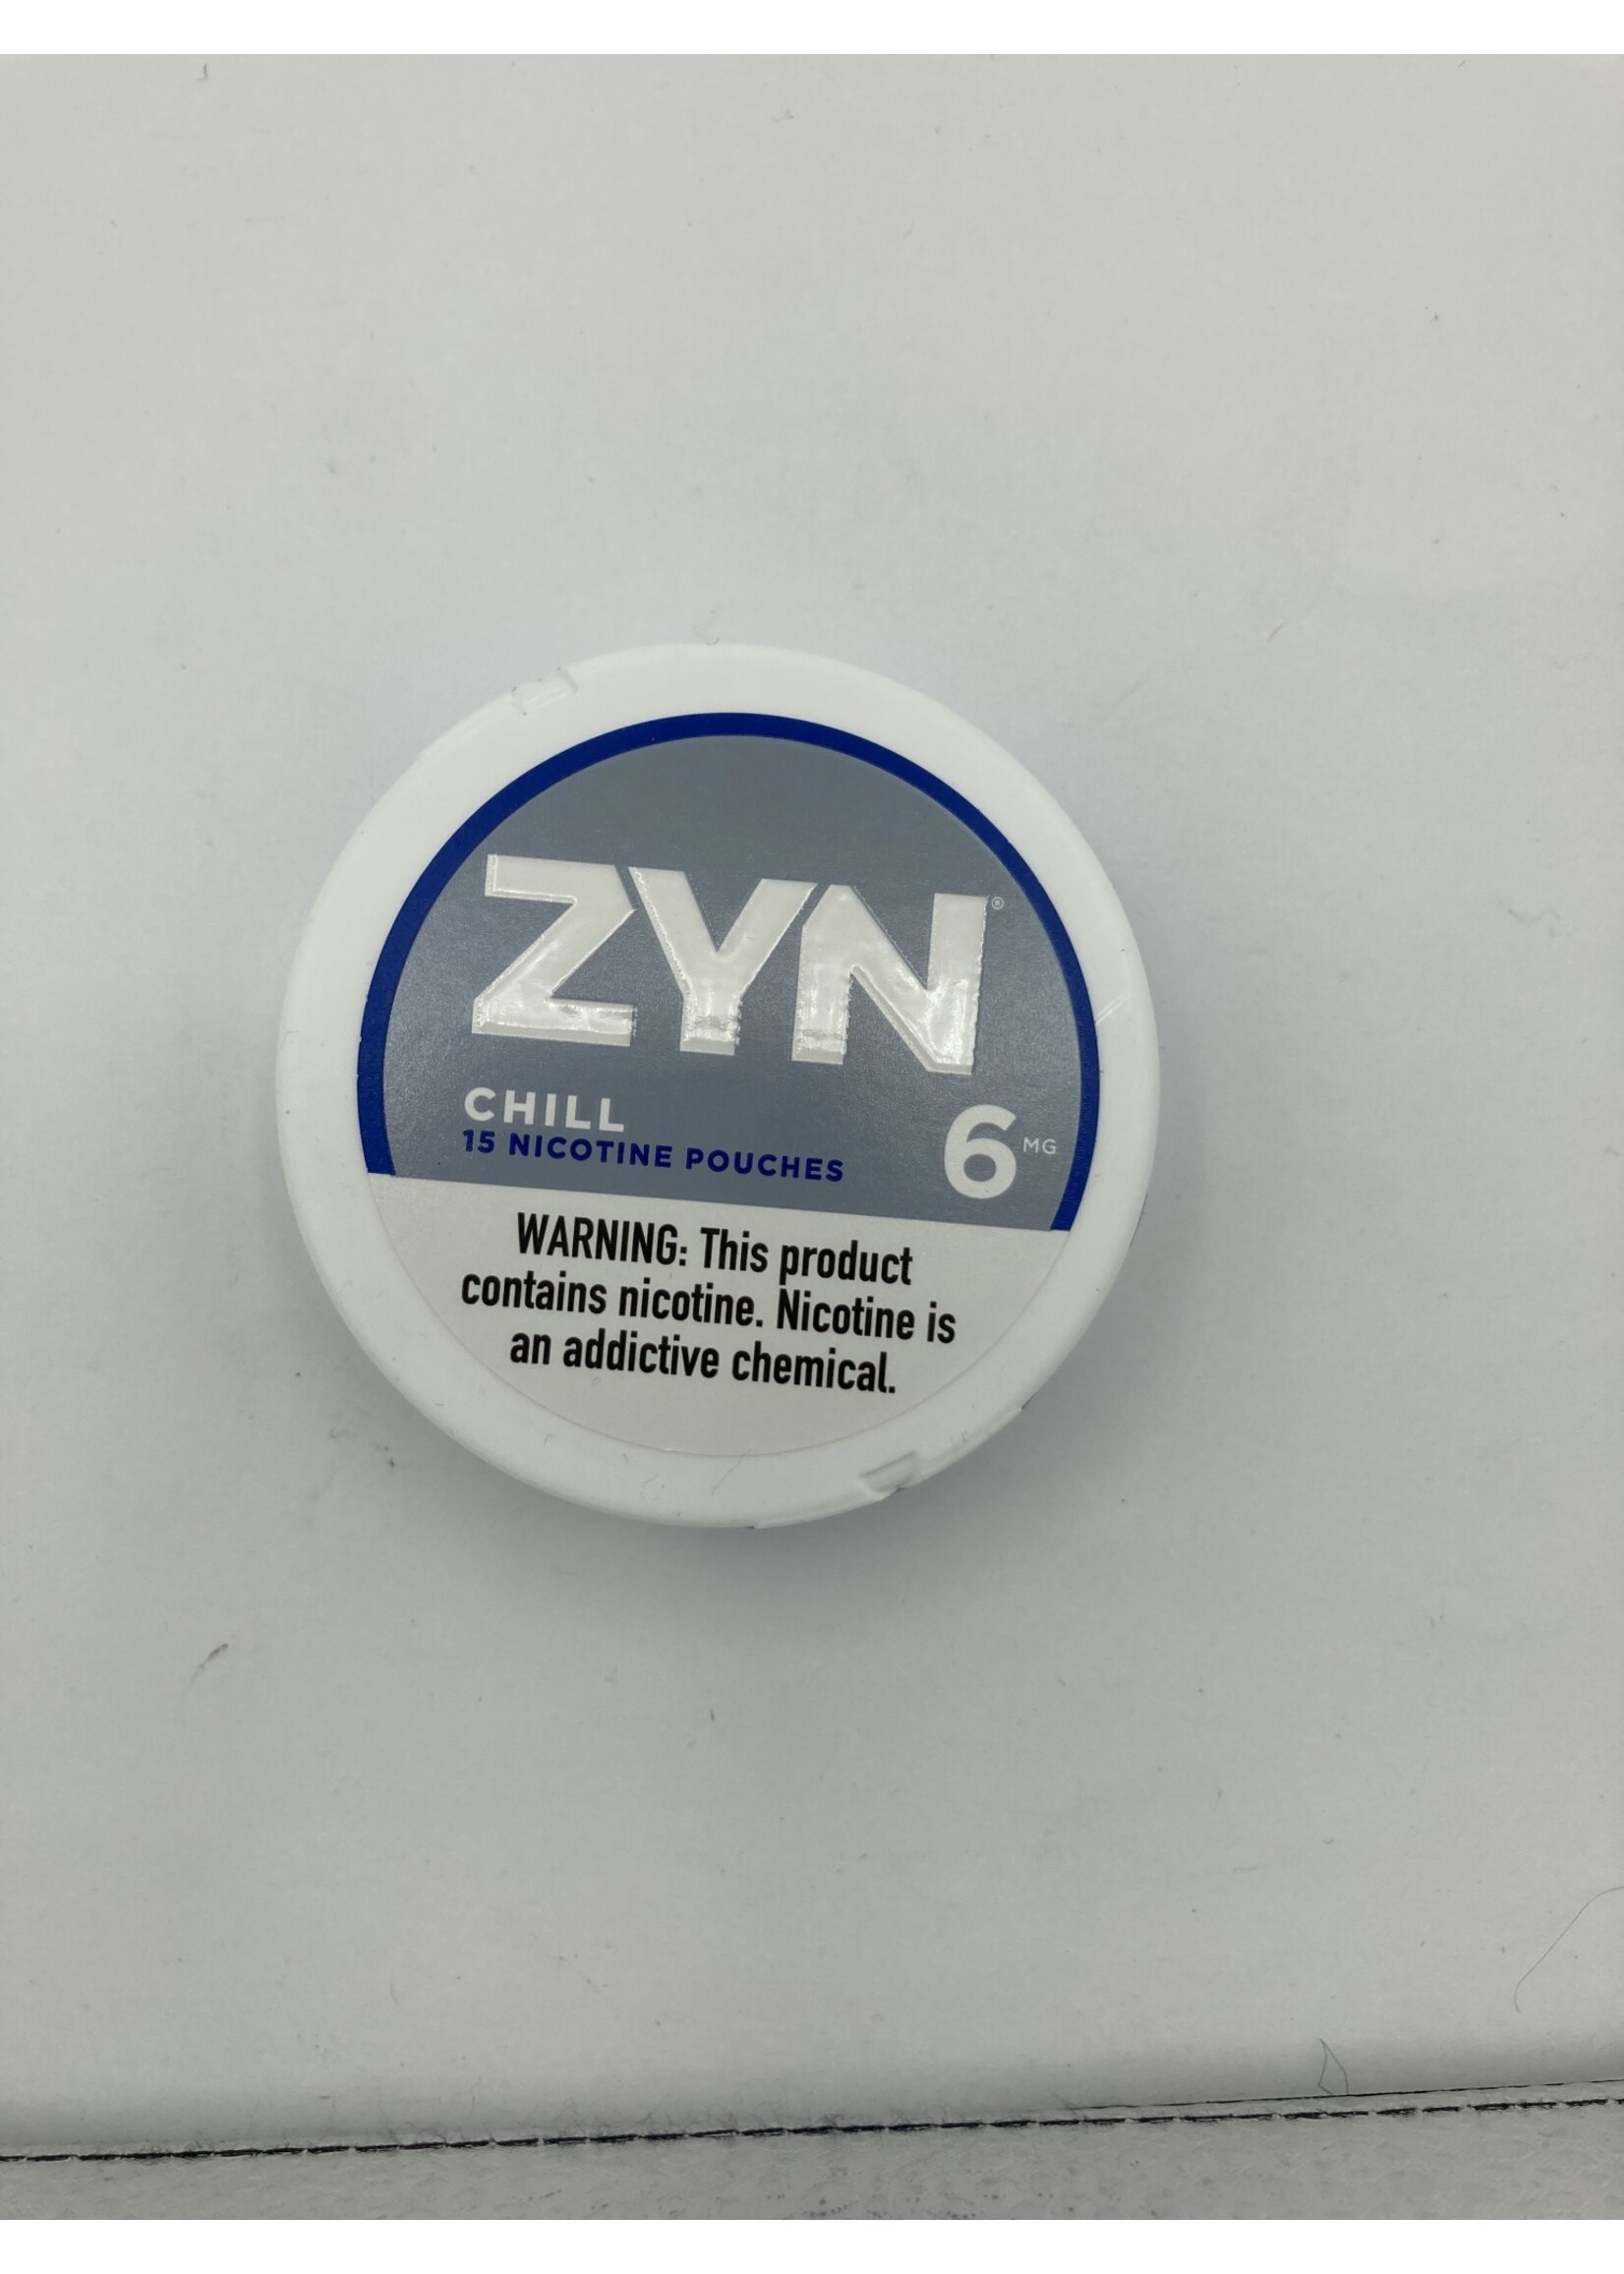 ZYN®
CHILL
15 NICOTINE POUCHES
6 MG
WARNING: This product
contains nicotine. Nicotine is
an addictive chemical.